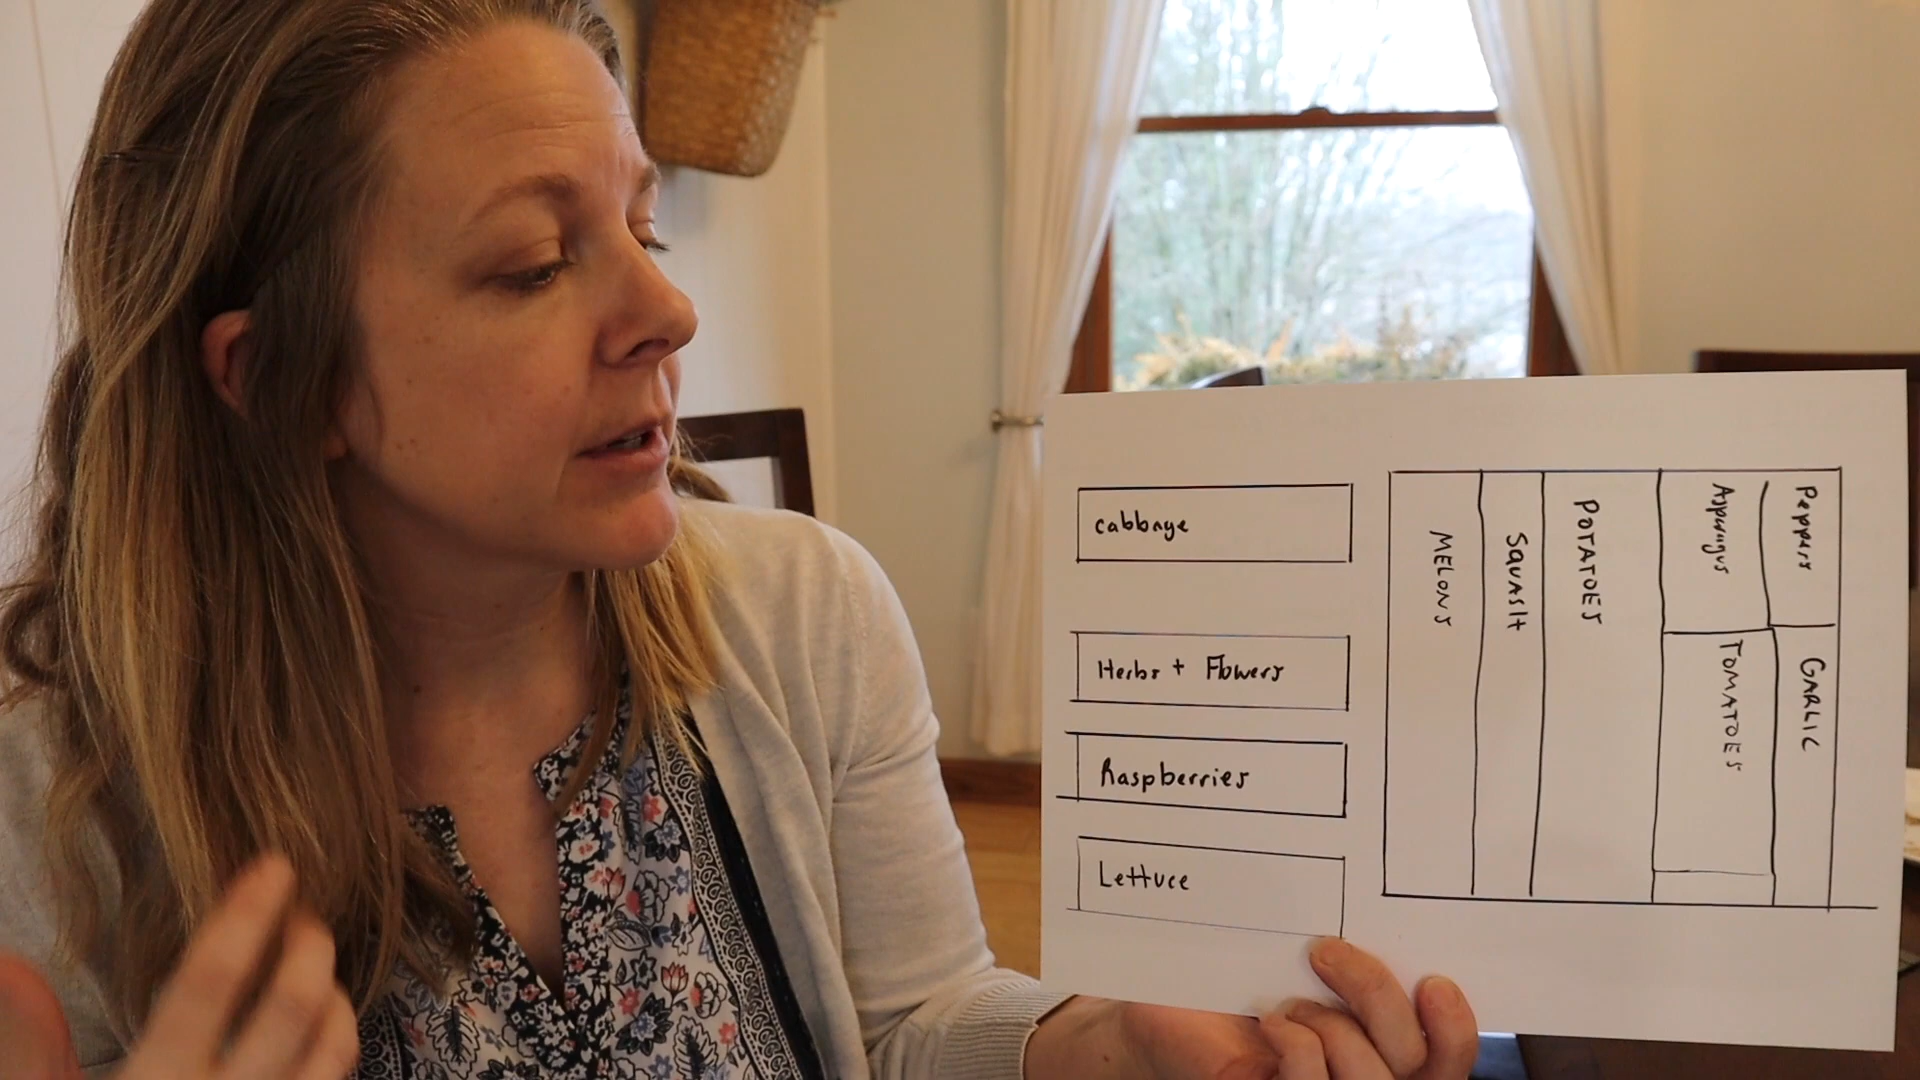 cabbage
Herbs + Flowers
Raspberries
Lettuce
MELONS
SQUASH
POTATOES
Asparagus
TOMATOES
Peppers
GARLIC